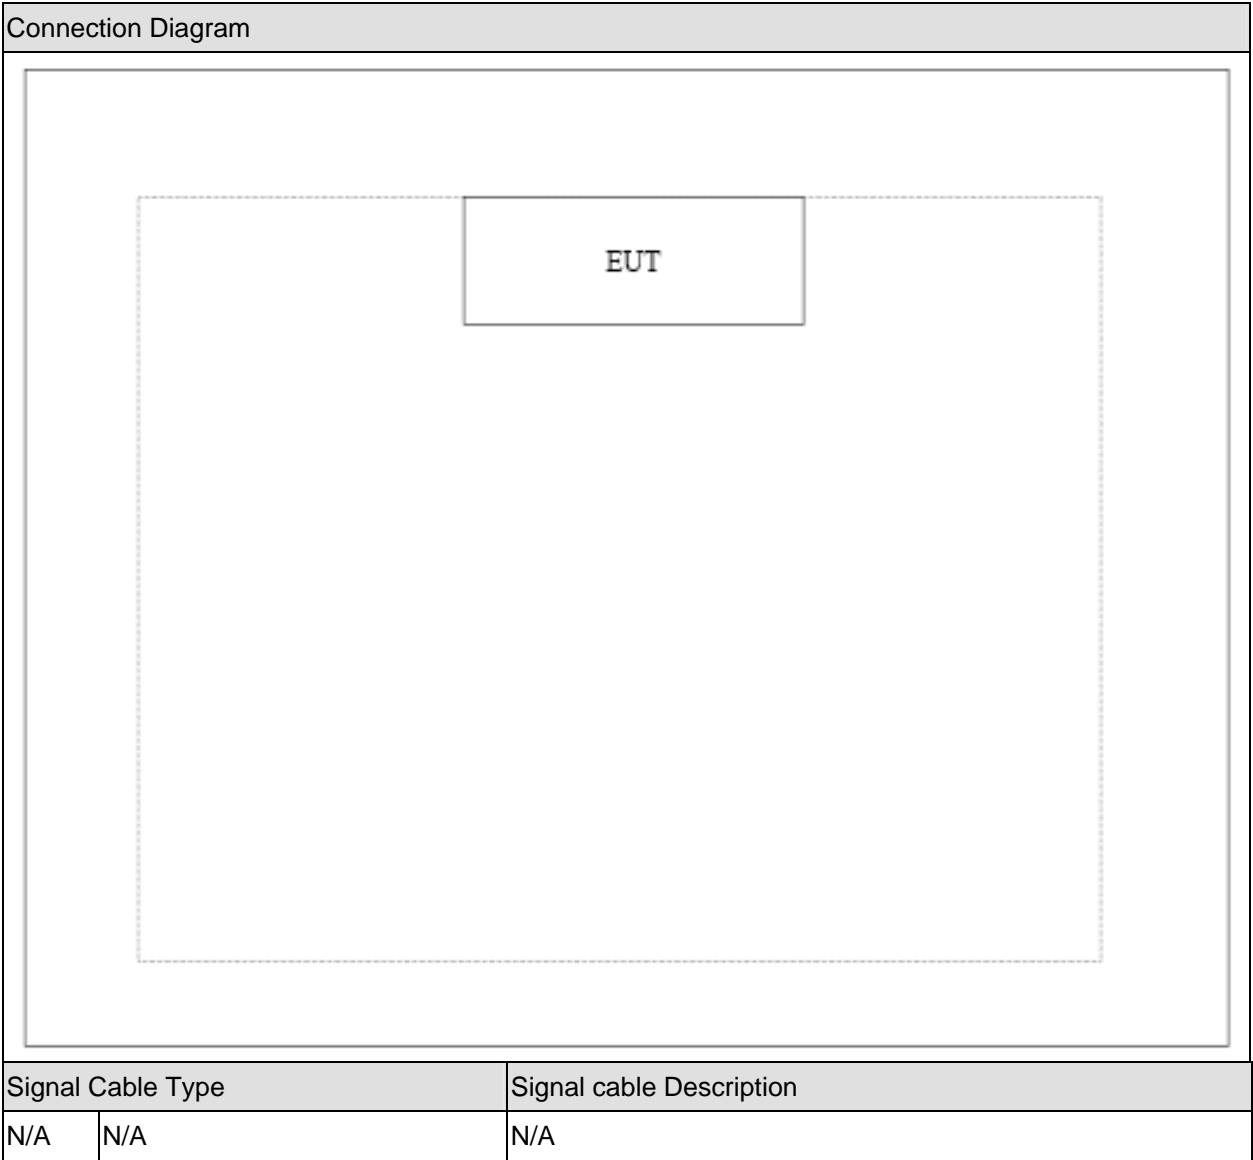 Connection Diagram
EUT
Signal Cable Type Signal cable Description
N/A N/A N/A